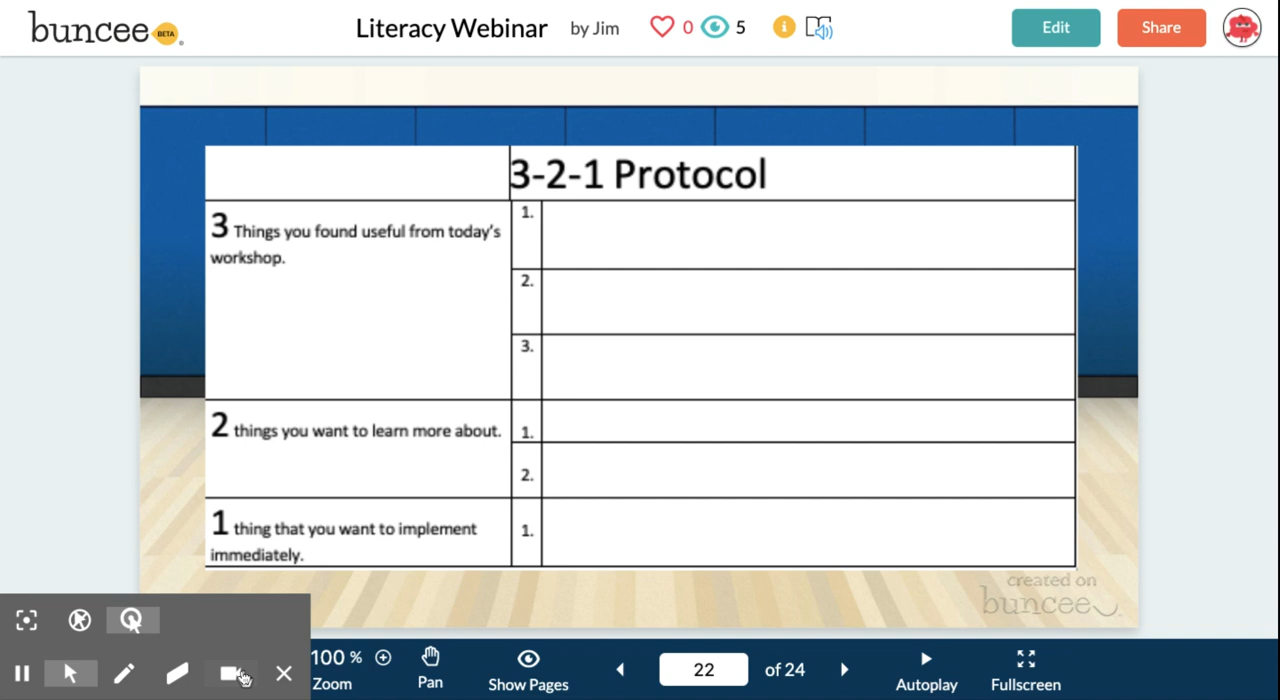 buncee BETA
Literacy Webinar by Jim 0 5 Edit Share
3-2-1 Protocol
3 Things you found useful from today's
workshop.
1.
2.
3.
2 things you want to learn more about.
1.
2.
1 thing that you want to implement
immediately.
1.
created on
buncee
100 %
Zoom
Pan
Show Pages
22 of 24
Autoplay
Fullscreen